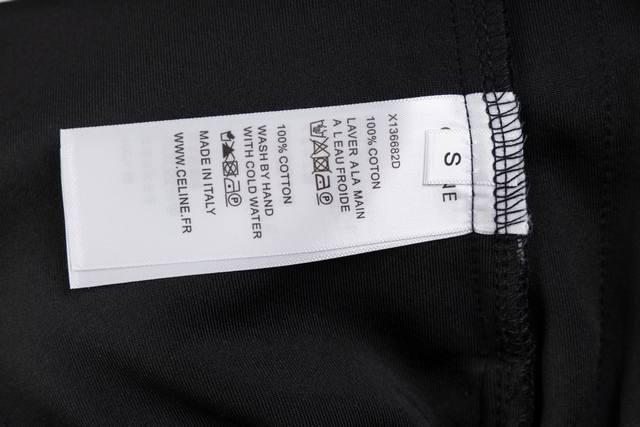 S
NE
X136682D
100% COTON
LAVER A LA MAIN
A L EAU FROIDE
100% COTTON
WASH BY HAND
WITH COLD WATER
MADE IN ITALY
WWW.CELINE.FR